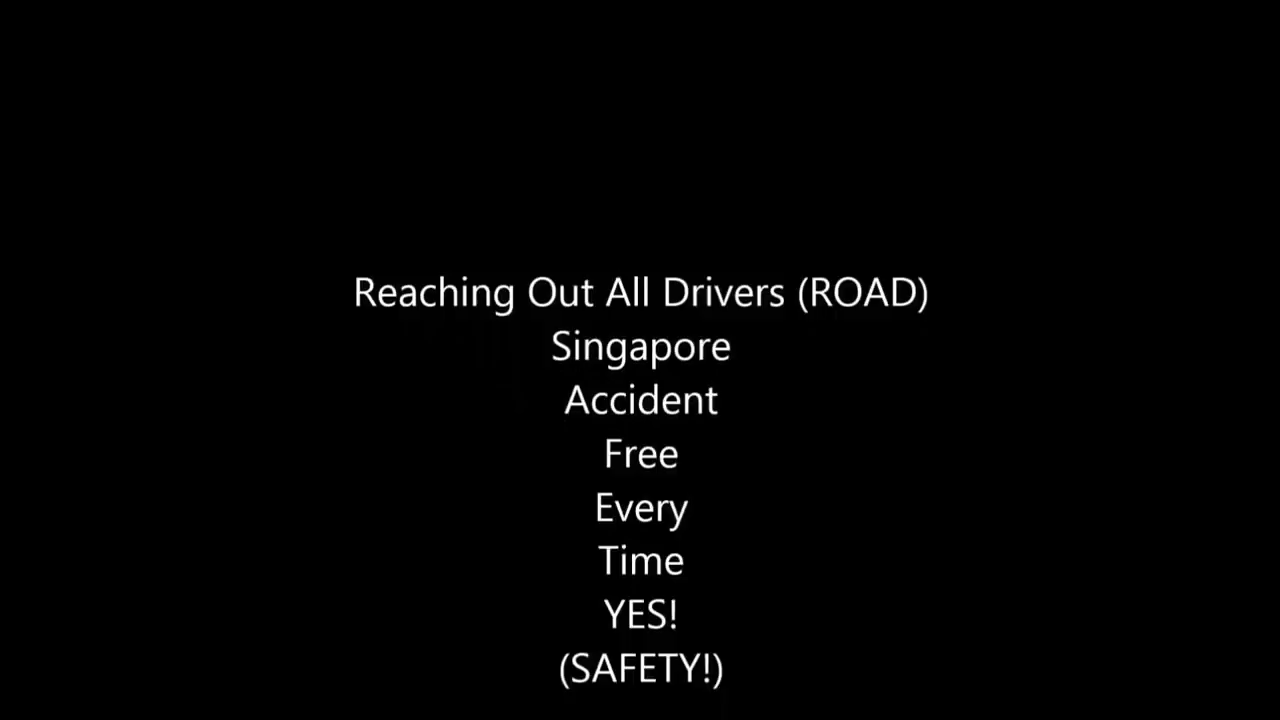 Reaching Out All Drivers (ROAD)
Singapore
Accident
Free
Every
Time
YES!
(SAFETY!)